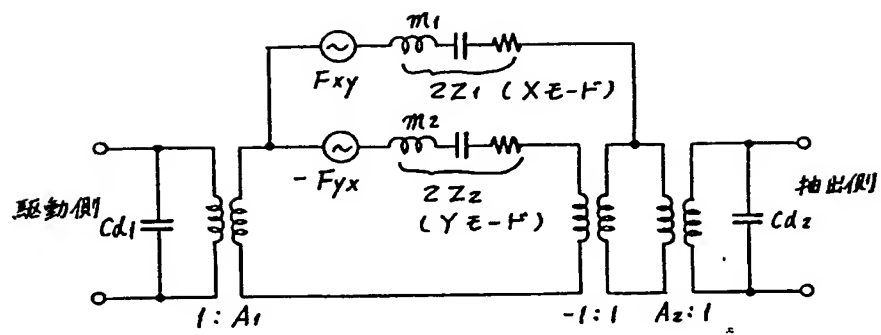 m1
Fxy
2Z1 (Xモード)
m2
-Fyx
2Z2
(Yモード)
駆動側
Cd1
抽出側
Cd2
1:A1
-1:1
A2:1